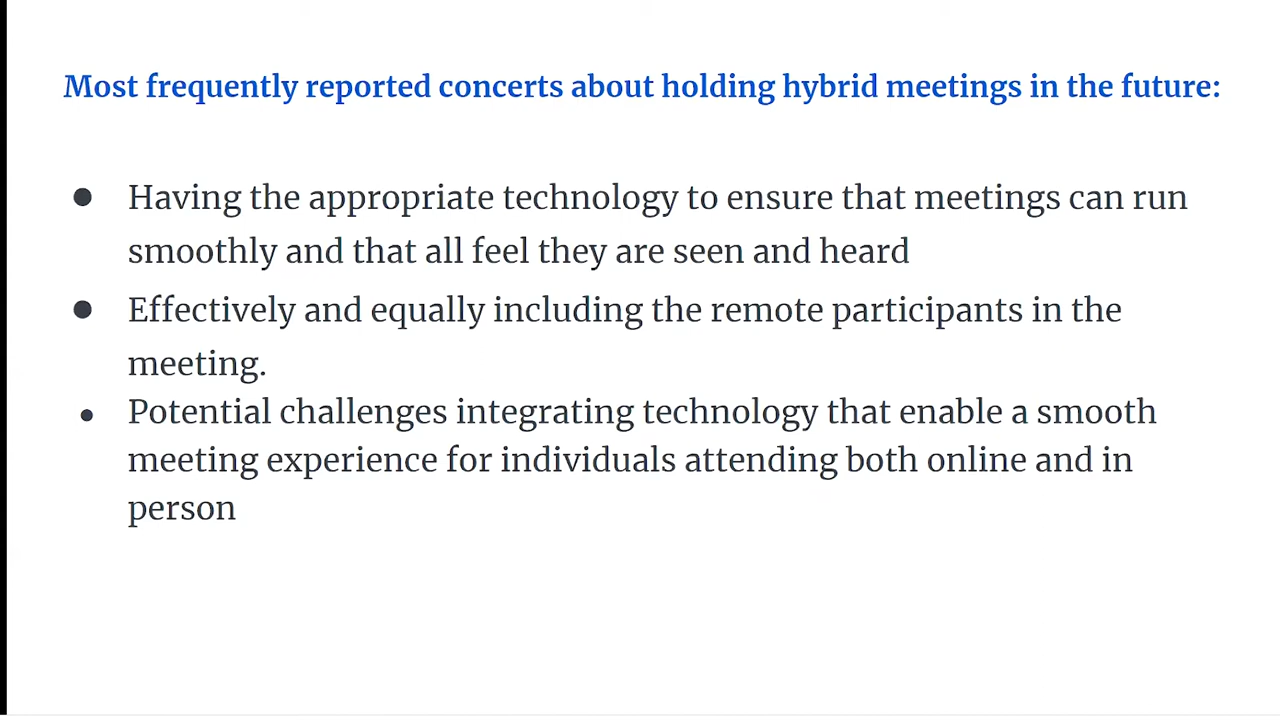 Most frequently reported concerts about holding hybrid meetings in the future:
● Having the appropriate technology to ensure that meetings can run
smoothly and that all feel they are seen and heard
● Effectively and equally including the remote participants in the
meeting.
● Potential challenges integrating technology that enable a smooth
meeting experience for individuals attending both online and in
person